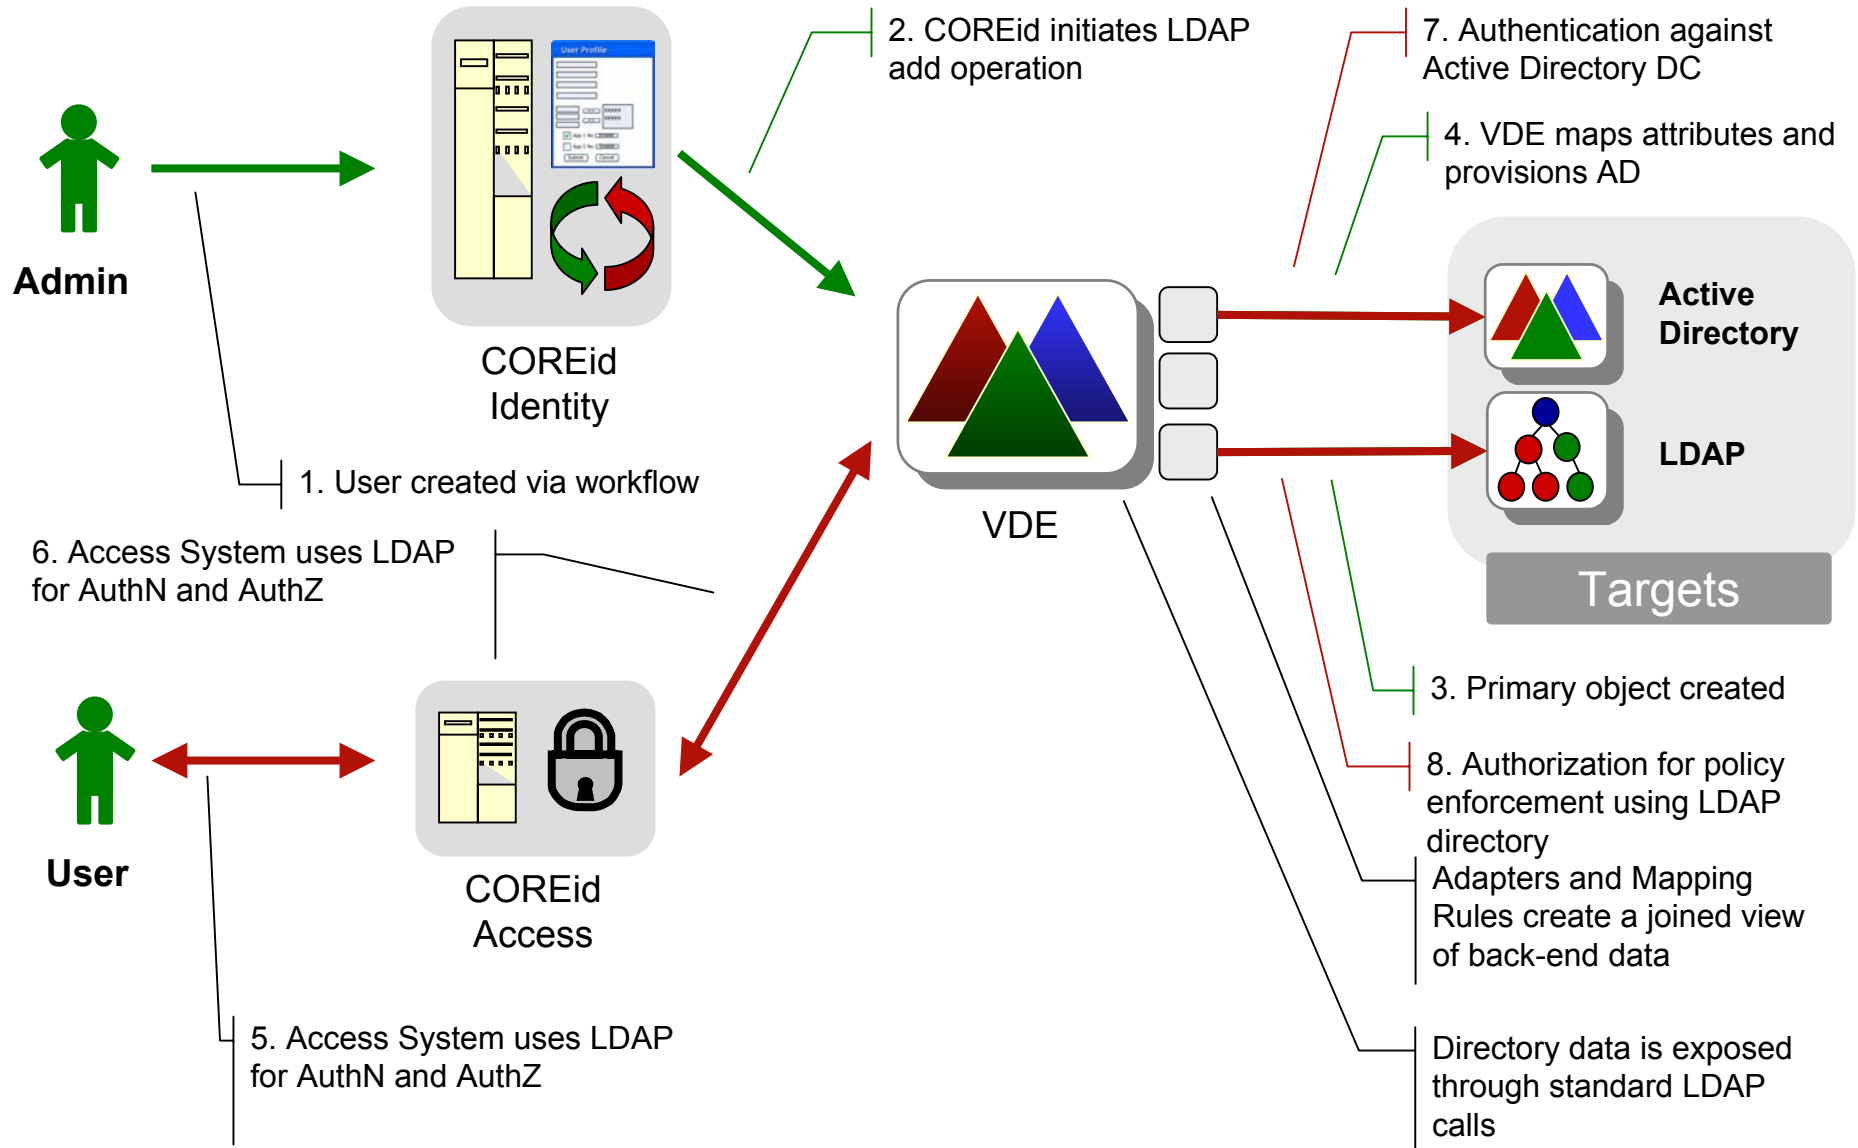 2. COREid initiates LDAP
add operation
7. Authentication against
Active Directory DC
User Profile
4. VDE maps attributes and
provisions AD
Admin
COREid
Identity
Active
Directory
LDAP
1. User created via workflow
VDE
6. Access System uses LDAP
for AuthN and AuthZ
Targets
3. Primary object created
8. Authorization for policy
enforcement using LDAP
directory
User
COREid
Access
Adapters and Mapping
Rules create a joined view
of back-end data
5. Access System uses LDAP
for AuthN and AuthZ
Directory data is exposed
through standard LDAP
calls